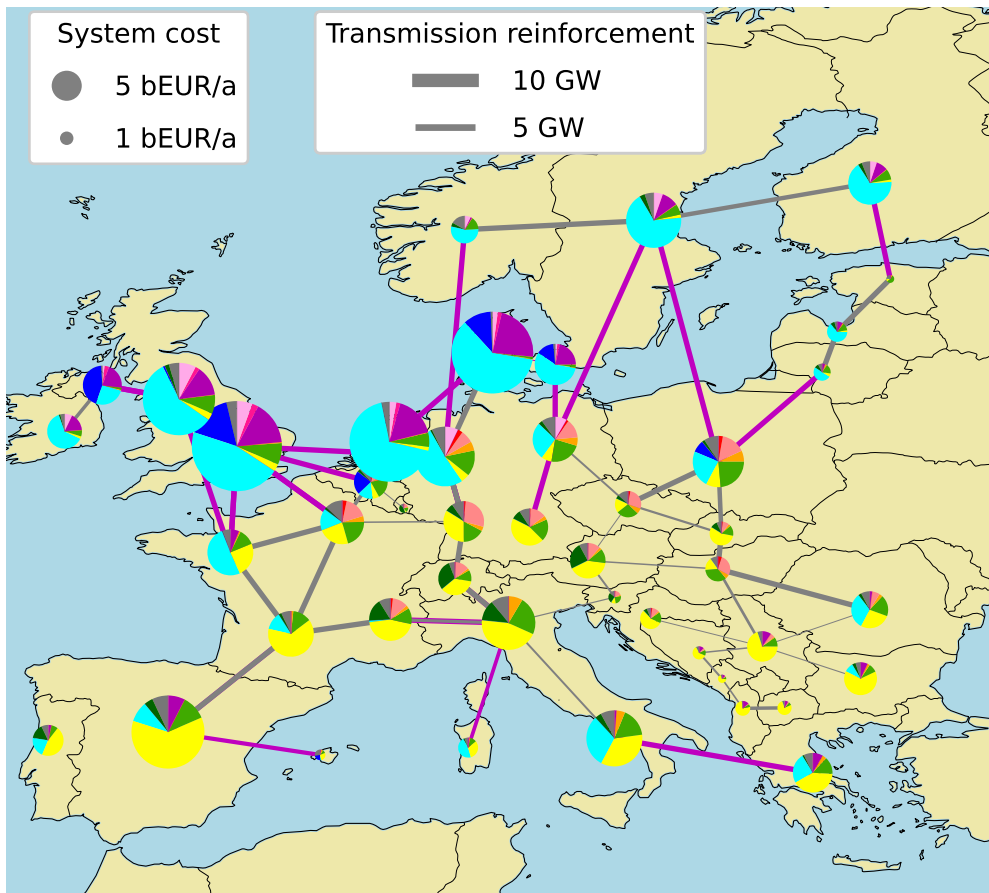 System cost
5 bEUR/a
1 bEUR/a
Transmission reinforcement
10 GW
5 GW